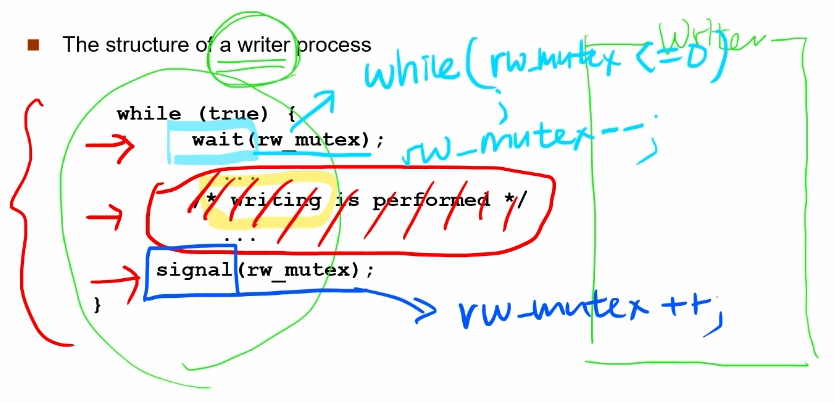 The structure of a writer process
Writer
while(rw_mutex <=0)
;
while (true) {
wait(rw_mutex);
rw_mutex--;
...
/* writing is performed */
...
signal(rw_mutex);
rw_mutex ++;
}